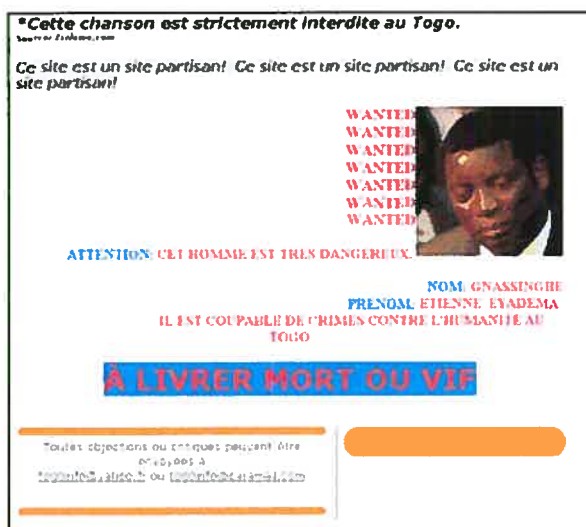 *Cette chanson est strictement interdite au Togo.
Ce site est un site partisan! Ce site est un site partisan! Ce site est un
site partisan!
WANTED
WANTED
WANTED
WANTED
WANTED
WANTED
WANTED
ATTENTION: CET HOMME EST TRES DANGEREUX.
NOM: GNASSINGBE
PRENOM: ETIENNE EYADEMA
IL EST COUPABLE DE CRIMES CONTRE L'HUMANITÉ AU
TOGO
À LIVRER MORT OU VIF
Toutes objections ou critiques peuvent être
envoyées à
ou